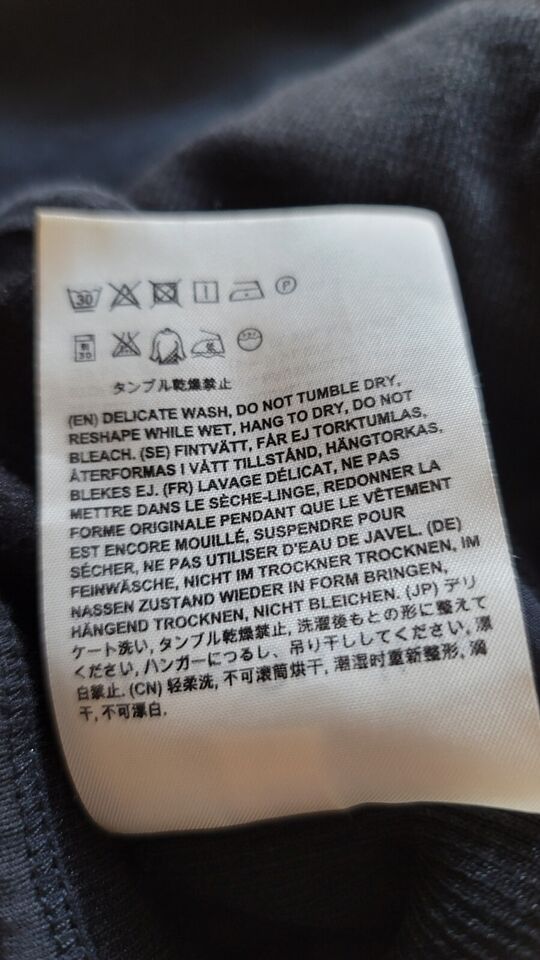 30 P
弱 30
タンブル乾燥禁止
(EN) DELICATE WASH, DO NOT TUMBLE DRY,
RESHAPE WHILE WET, HANG TO DRY, DO NOT
BLEACH. (SE) FINTVÄTT, FÅR EJ TORKTUMLAS,
ÅTERFORMAS I VÅTT TILLSTÅND, HÄNGTORKAS,
BLEKES EJ. (FR) LAVAGE DÉLICAT, NE PAS
METTRE DANS LE SÈCHE-LINGE, REDONNER LA
FORME ORIGINALE PENDANT QUE LE VÊTEMENT
EST ENCORE MOUILLÉ, SUSPENDRE POUR
SÉCHER, NE PAS UTILISER D'EAU DE JAVEL. (DE)
FEINWÄSCHE, NICHT IM TROCKNER TROCKNEN, IM
NASSEN ZUSTAND WIEDER IN FORM BRINGEN,
HÄNGEND TROCKNEN, NICHT BLEICHEN. (JP) デリ
ケート洗い, タンブル乾燥禁止, 洗濯後もとの形に整えて
ください, ハンガーにつるし、吊り干ししてください, 漂
白禁止. (CN) 轻柔洗, 不可滚筒烘干, 潮湿时重新整形, 滴
干, 不可漂白.